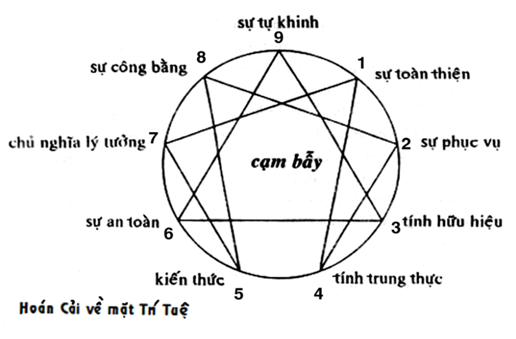 sự tự khinh
9
8
1
sự công bằng
sự toàn thiện
chủ nghĩa lý tưởng 7
2 sự phục vụ
cạm bẫy
sự an toàn
6
3 tính hữu hiệu
kiến thức
5
4
tính trung thực
Hoán Cải về mặt Trí Tuệ